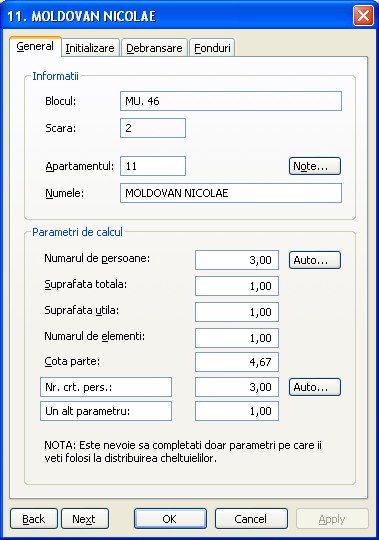 11. MOLDOVAN NICOLAE
General Initializare Debransare Fonduri
Informatii
Blocul: MU. 46
Scara: 2
Apartamentul: 11 Note...
Numele: MOLDOVAN NICOLAE
Parametri de calcul
Numarul de persoane: 3,00 Auto...
Suprafata totala: 1,00
Suprafata utila: 1,00
Numarul de elementi: 1,00
Cota parte: 4,67
Nr. crt. pers.: 3,00 Auto...
Un alt parametru: 1,00
NOTA: Este nevoie sa completati doar parametri pe care ii
veti folosi la distribuirea cheltuielilor.
Back Next OK Cancel Apply